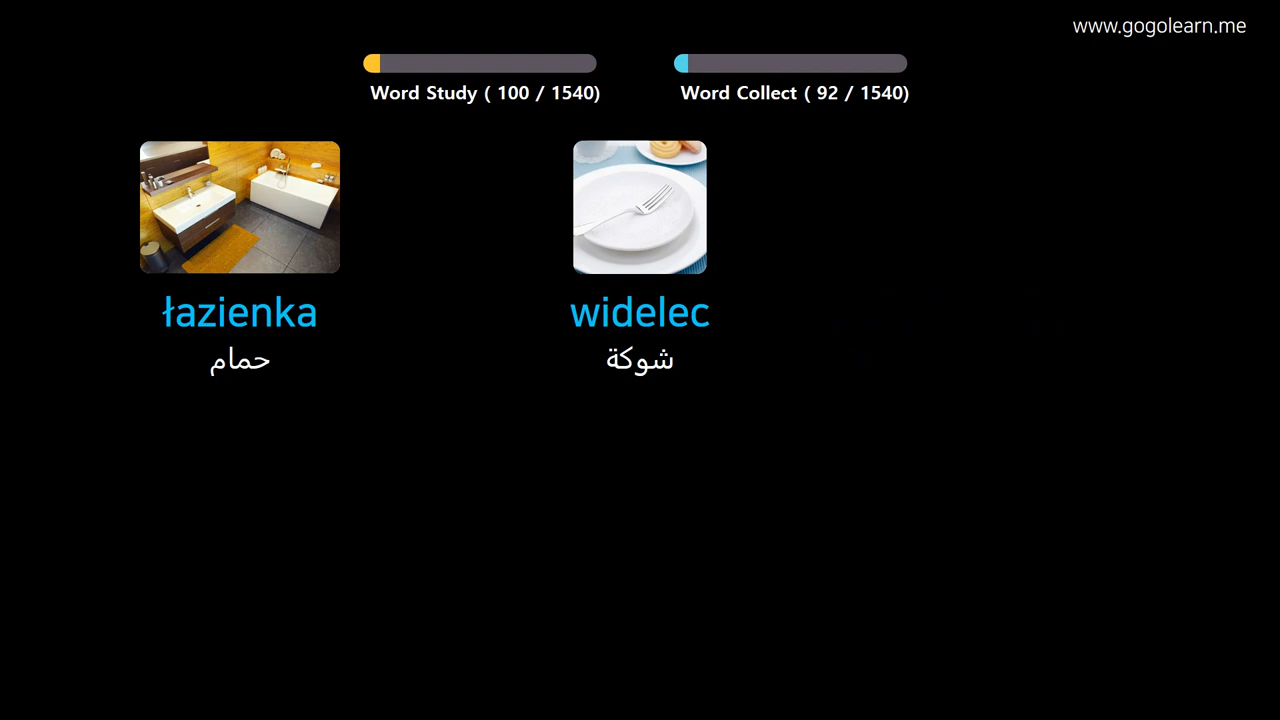 www.gogolearn.me
Word Study ( 100 / 1540)
Word Collect ( 92 / 1540)
łazienka
حمام
widelec
شوكة